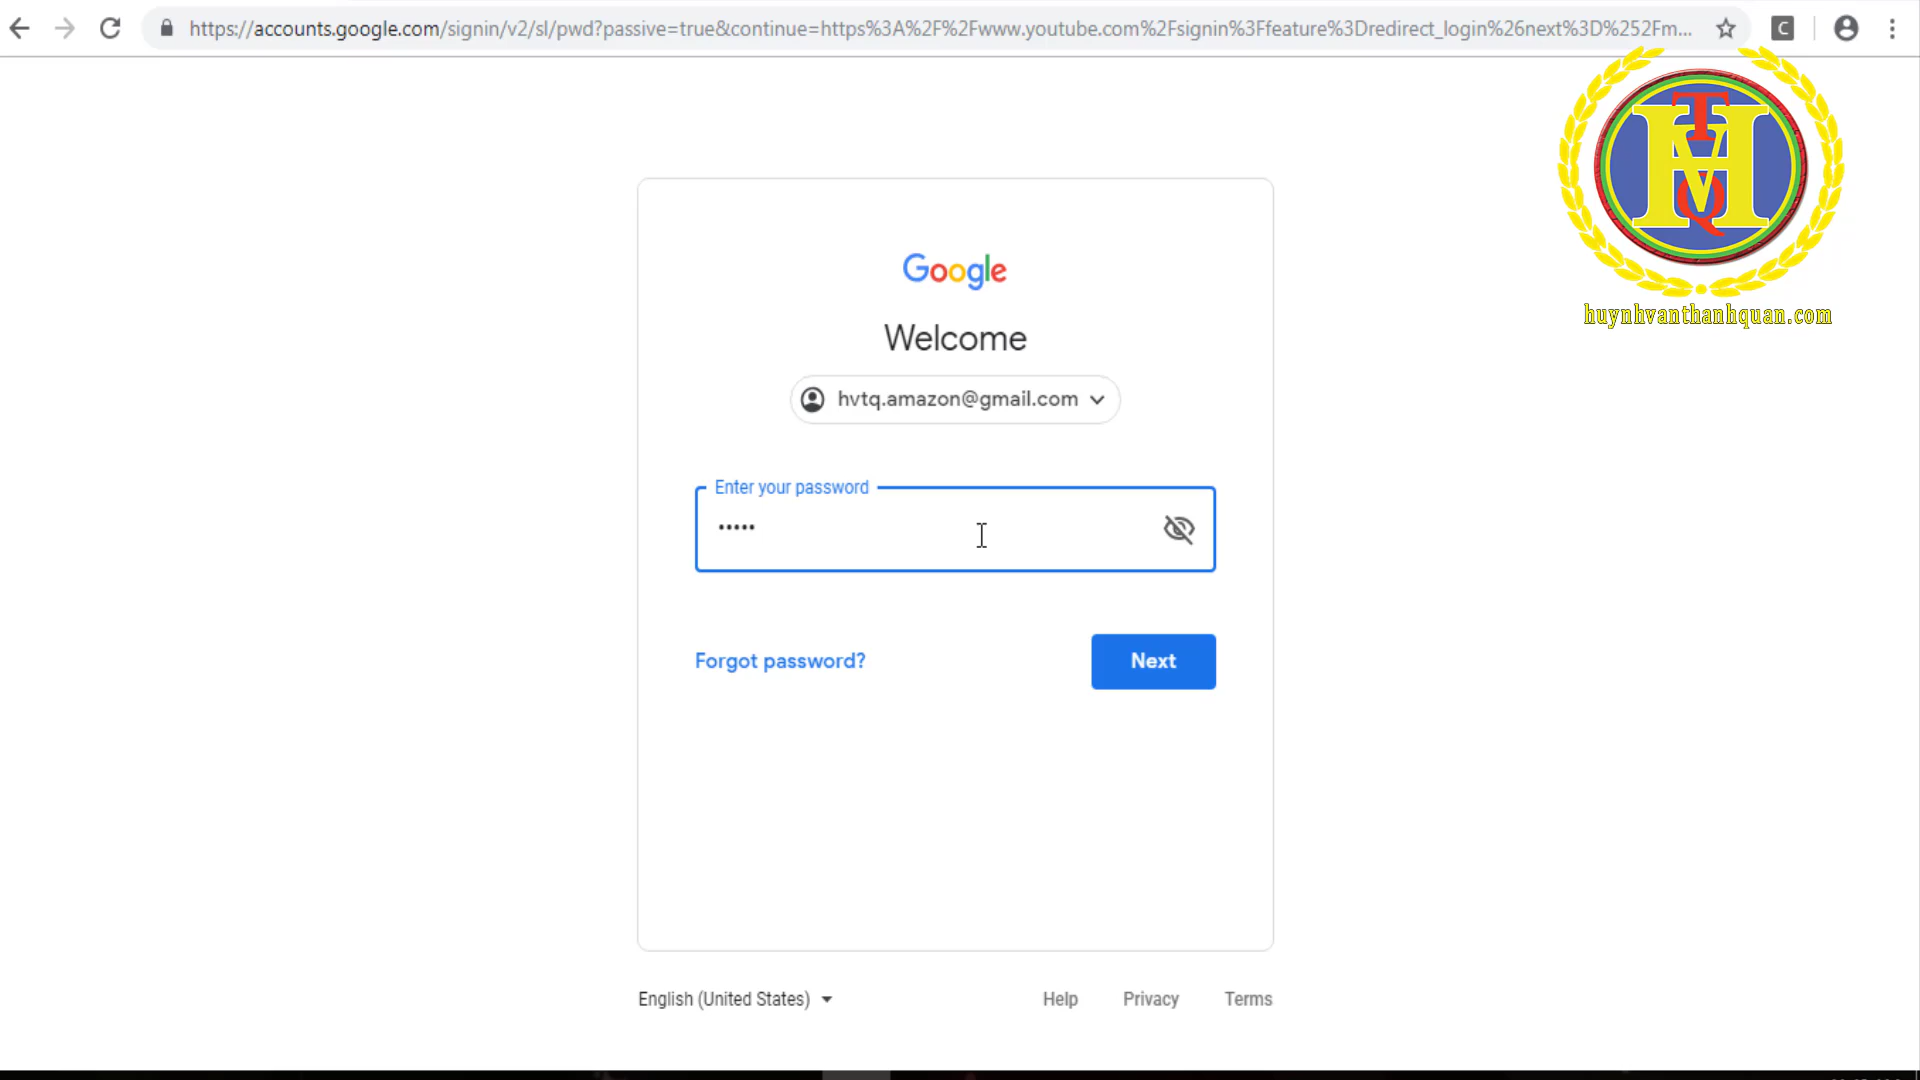 https://accounts.google.com/signin/v2/sl/pwd?passive=true&continue=https%3A%2F%2Fwww.youtube.com%2Fsignin%3Ffeature%3Dredirect_login%26next%3D%252Fm...
C
T
HVTQ
huynhvanthanhquan.com
Google
Welcome
hvtq.amazon@gmail.com
Enter your password
•••••
Forgot password? Next
English (United States) Help Privacy Terms